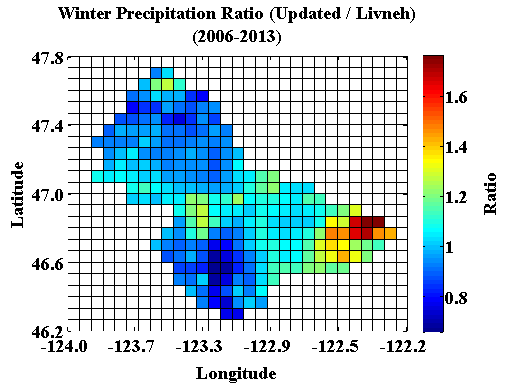 Winter Precipitation Ratio (Updated / Livneh)
(2006-2013)
47.8
47.4
47.0
46.6
46.2
Latitude
-124.0 -123.7 -123.3 -122.9 -122.5 -122.2
Longitude
1.6
1.4
1.2
1
0.8
Ratio